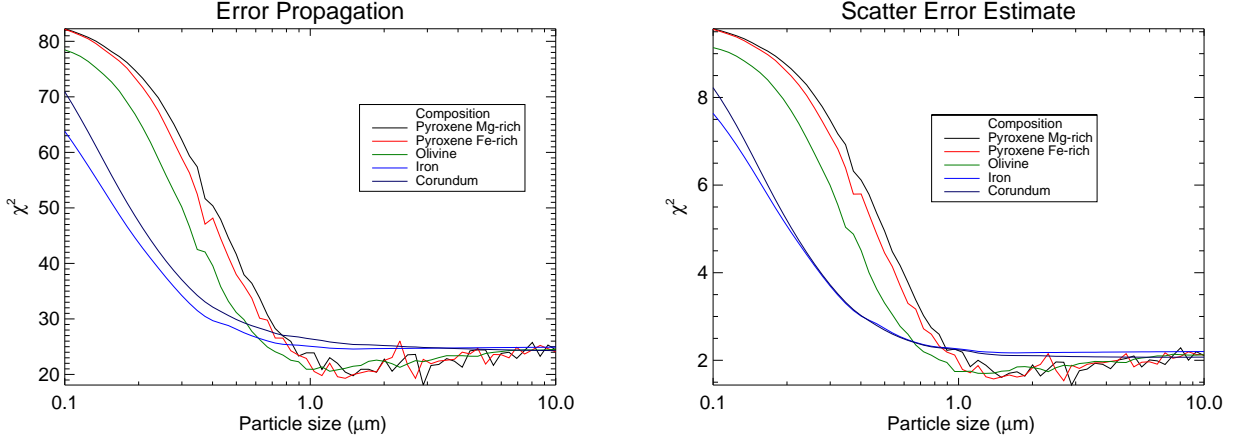 Error Propagation
80
70
60
50
40
30
20
χ²
Composition
Pyroxene Mg-rich
Pyroxene Fe-rich
Olivine
Iron
Corundum
0.1
1.0
10.0
Particle size (μm)
Scatter Error Estimate
8
6
4
2
χ²
Composition
Pyroxene Mg-rich
Pyroxene Fe-rich
Olivine
Iron
Corundum
0.1
1.0
10.0
Particle size (μm)